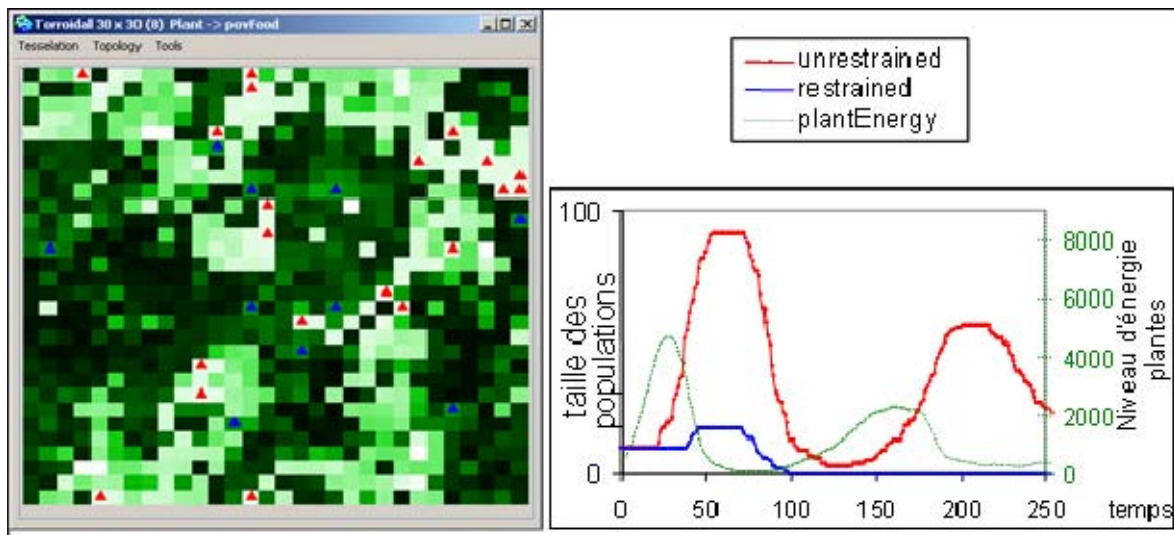 Torroidal 30 x 30 (8) Plant -> povFood
Tesselation Topology Tools
unrestrained
restrained
plantEnergy
100
0
taille des
populations
8000
6000
4000
2000
0
Niveau d'énergie
plantes
0 50 100 150 200 250 temps